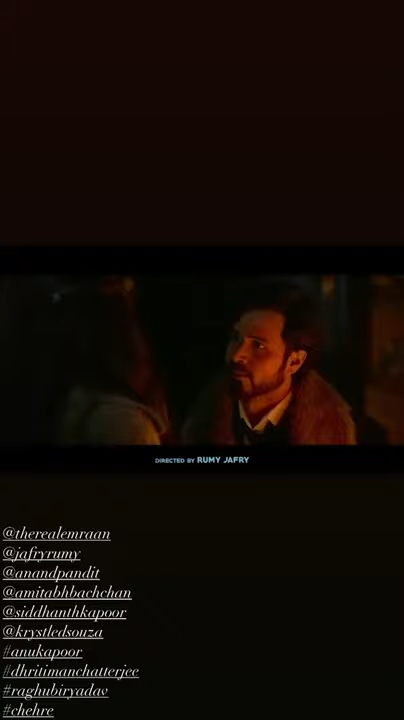 DIRECTED BY RUMY JAFRY
@therealemraan
@jafryrumy
@anandpandit
@amitabhbachchan
@siddhanthkapoor
@krystledsouza
#anukapoor
#dhritimanchatterjee
#raghubiryadav
#chehre